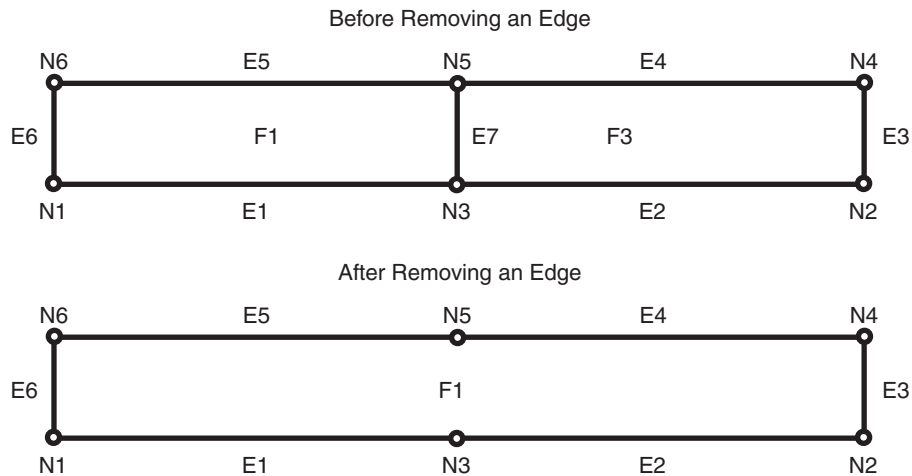 Before Removing an Edge
N6 E5 N5 E4 N4
E6 F1 E7 F3 E3
N1 E1 N3 E2 N2
After Removing an Edge
N6 E5 N5 E4 N4
E6 F1 E3
N1 E1 N3 E2 N2